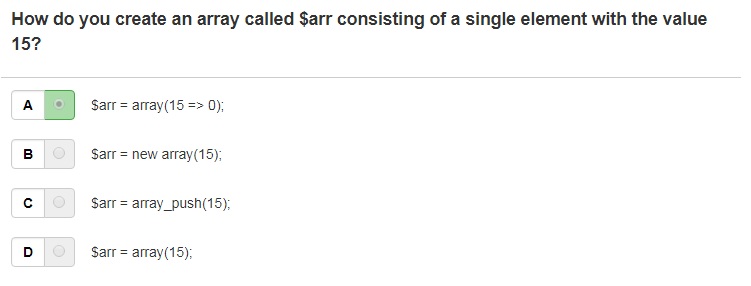 How do you create an array called $arr consisting of a single element with the value
15?
A $arr = array(15 => 0);
B $arr = new array(15);
C $arr = array_push(15);
D $arr = array(15);